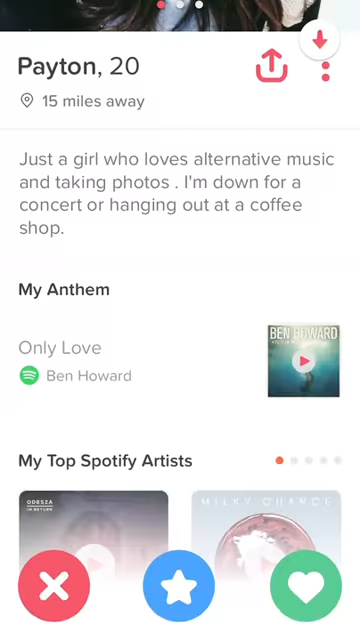 Payton, 20
15 miles away
Just a girl who loves alternative music
and taking photos . I'm down for a
concert or hanging out at a coffee
shop.
My Anthem
Only Love
Ben Howard
BEN HOWARD
My Top Spotify Artists
ODESZA
IN RETURN
MILKY CHANCE